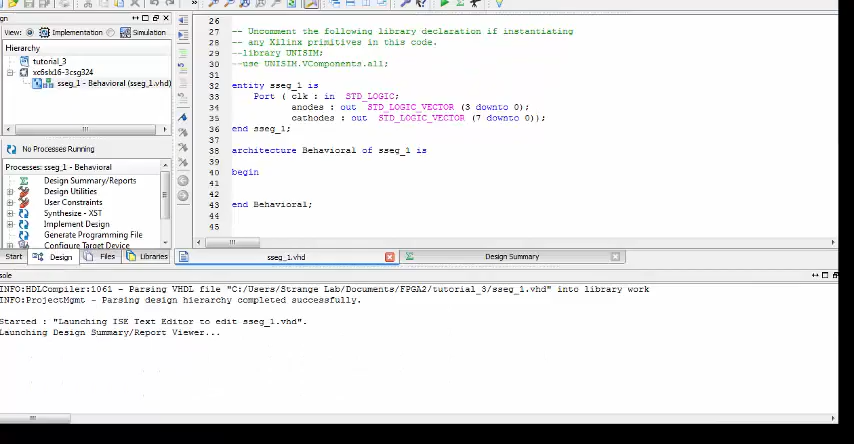 View: Implementation Simulation
Hierarchy
tutorial_3
xc6slx16-3csg324
sseg_1 - Behavioral (sseg_1.vhd)
No Processes Running
Processes: sseg_1 - Behavioral
Design Summary/Reports
Design Utilities
User Constraints
Synthesize - XST
Implement Design
Generate Programming File
Configure Target Device
Start Design Files Libraries
26
27 -- Uncomment the following library declaration if instantiating
28 -- any Xilinx primitives in this code.
29 --library UNISIM;
30 --use UNISIM.VComponents.all;
31
32 entity sseg_1 is
33 Port ( clk : in STD_LOGIC;
34 anodes : out STD_LOGIC_VECTOR (3 downto 0);
35 cathodes : out STD_LOGIC_VECTOR (7 downto 0));
36 end sseg_1;
37
38 architecture Behavioral of sseg_1 is
39
40 begin
41
42
43 end Behavioral;
44
45
sseg_1.vhd Design Summary
INFO:HDLCompiler:1061 - Parsing VHDL file "C:/Users/Strange Lab/Documents/FPGA2/tutorial_3/sseg_1.vhd" into library work
INFO:ProjectMgmt - Parsing design hierarchy completed successfully.
Started : "Launching ISE Text Editor to edit sseg_1.vhd".
Launching Design Summary/Report Viewer...